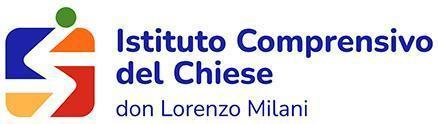 Istituto Comprensivo
del Chiese
don Lorenzo Milani